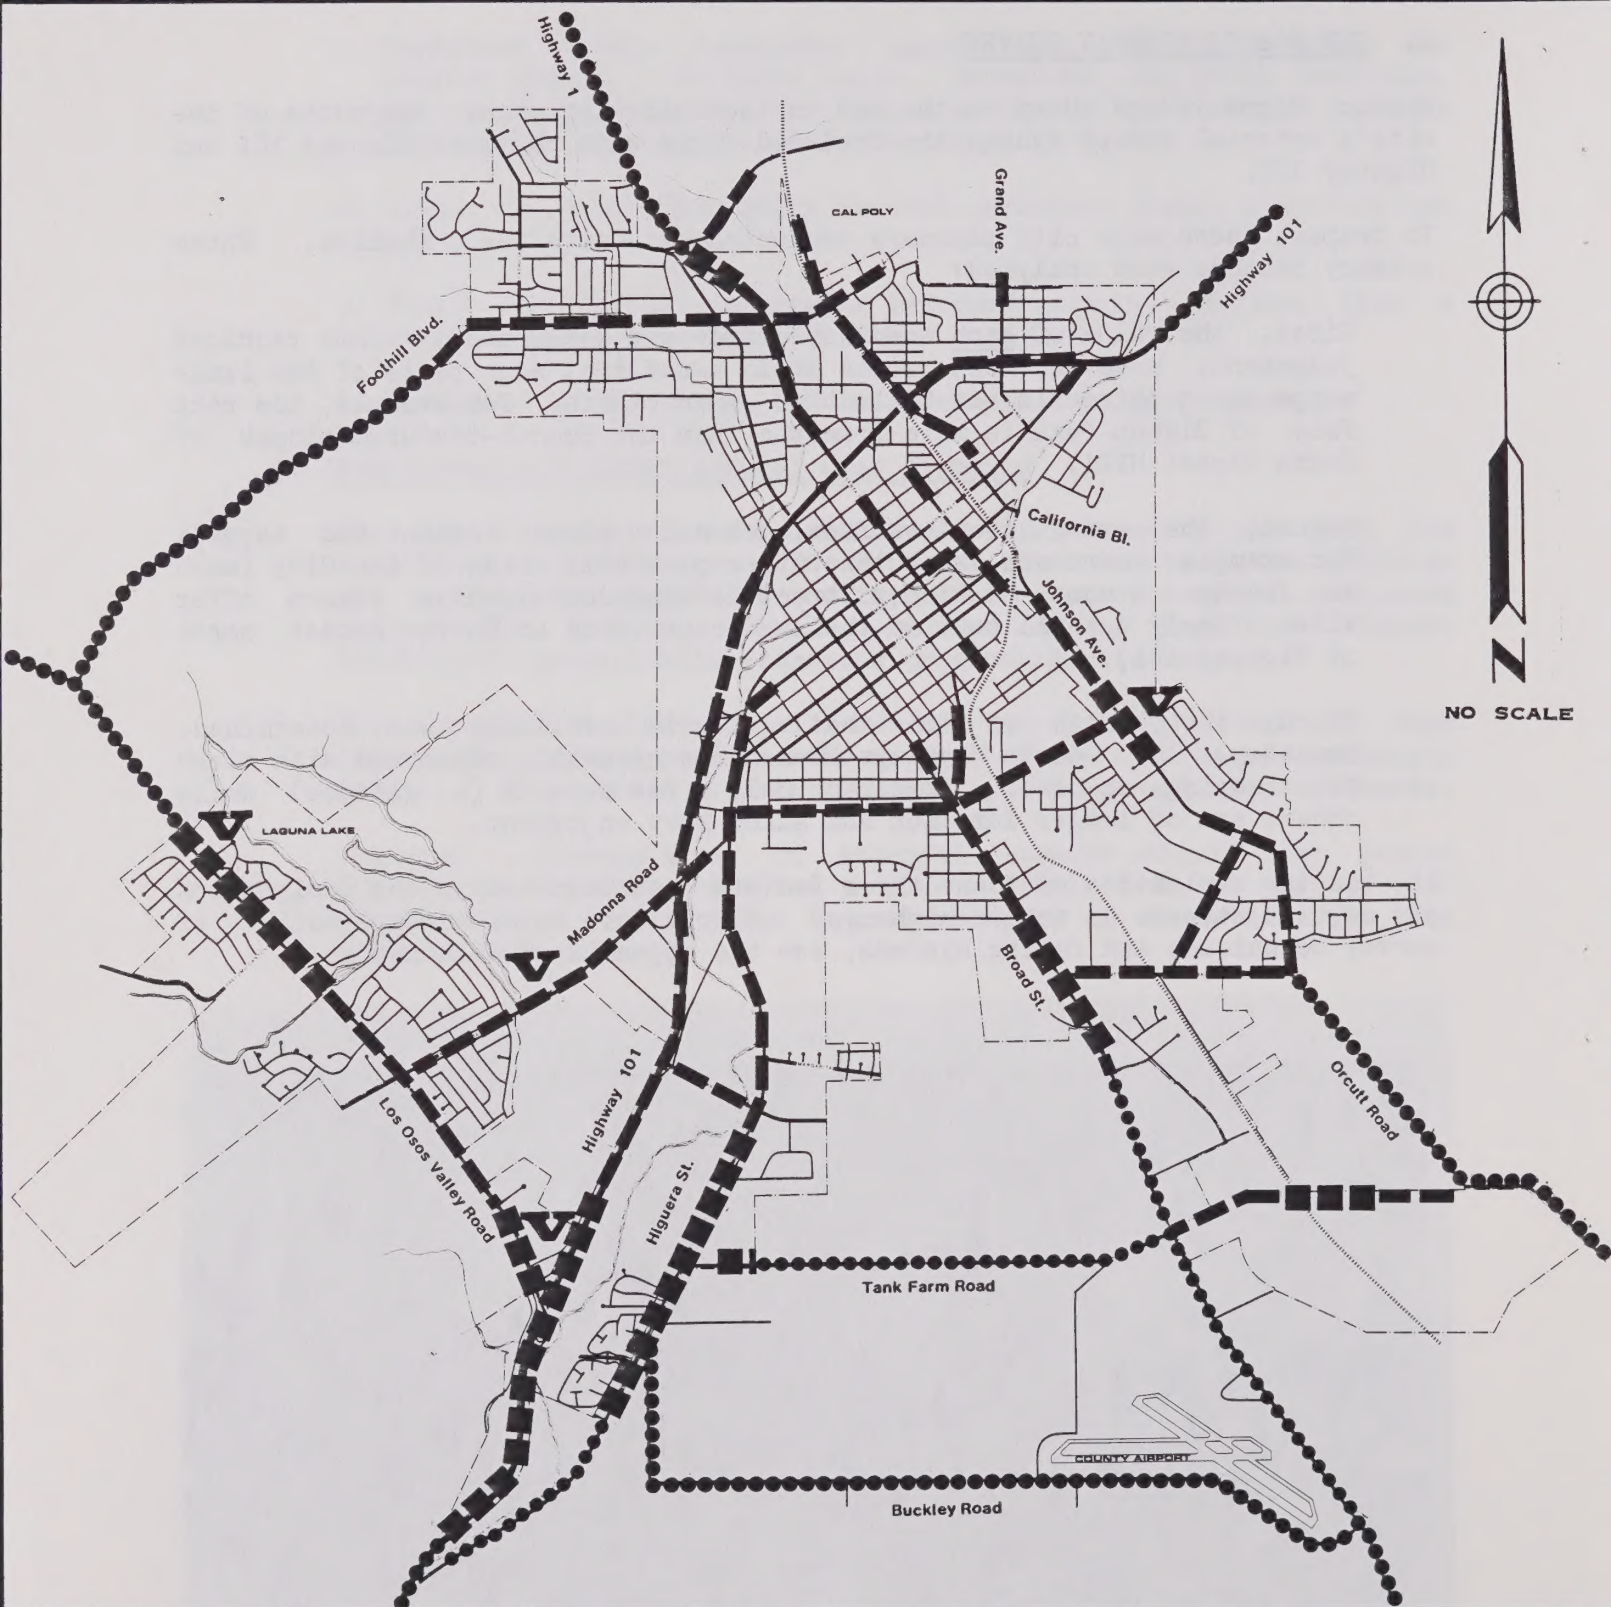 Highway 1
CAL POLY
Grand Ave.
Highway 101
Foothill Blvd.
California Bl.
Johnson Ave.
N
NO SCALE
V
V
LAGUNA LAKE
Madonna Road
V
Broad St.
Highway 101
Los Osos Valley Road
Orcutt Road
Higuera St.
V
Tank Farm Road
COUNTY AIRPORT
Buckley Road